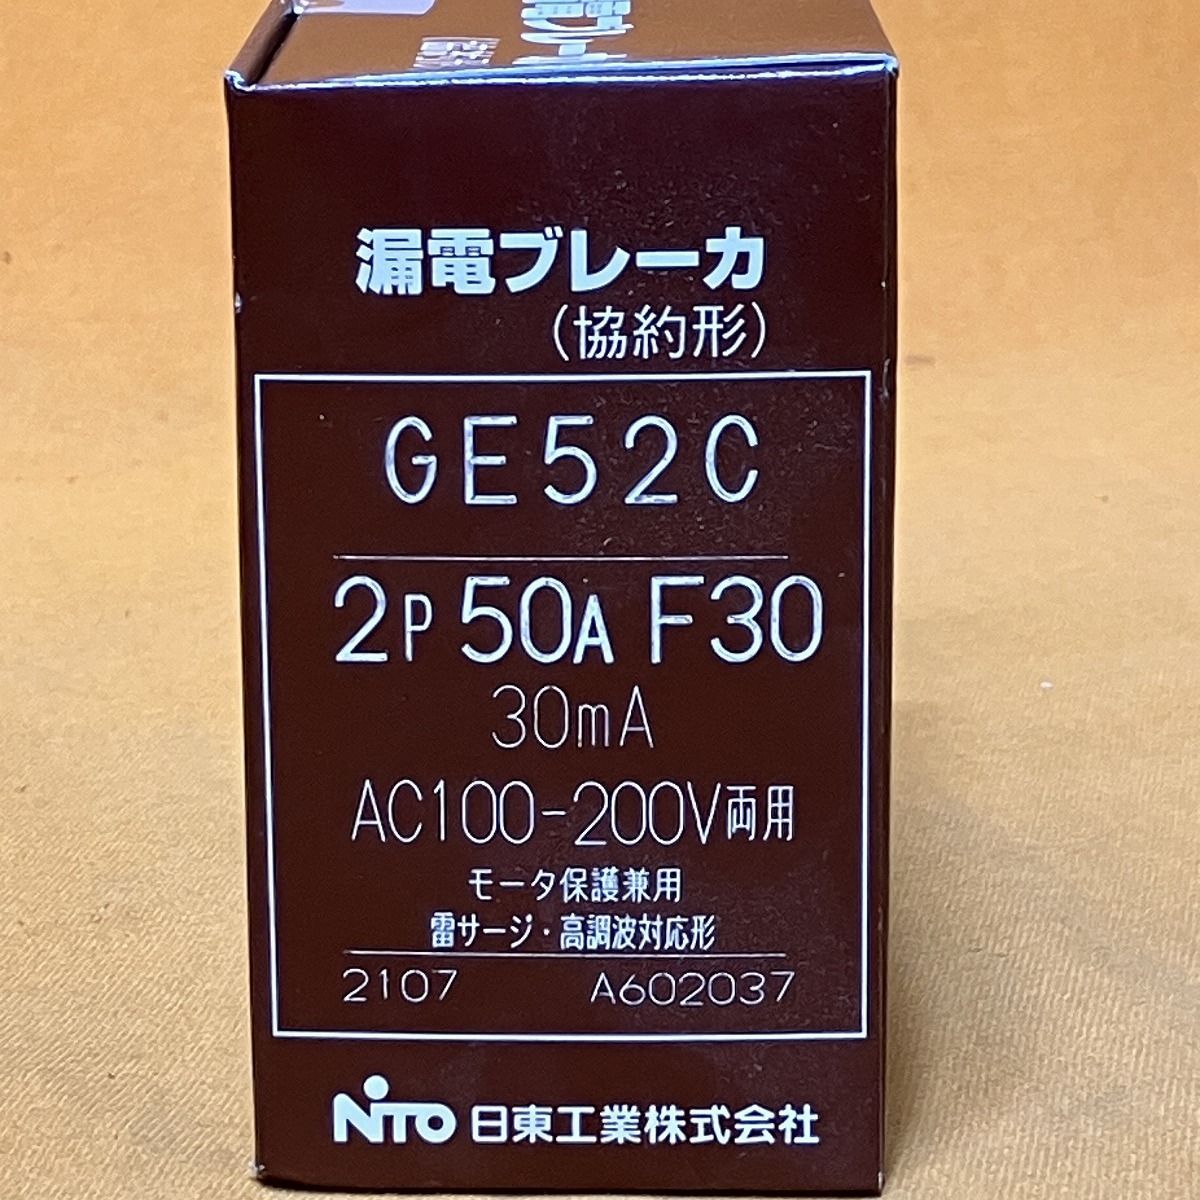 漏電ブレーカ
(協約形)
GE52C
2P 50A F30
30mA
AC100-200V両用
モータ保護兼用
雷サージ・高調波対応形
2107 A602037
NiTO 日東工業株式会社